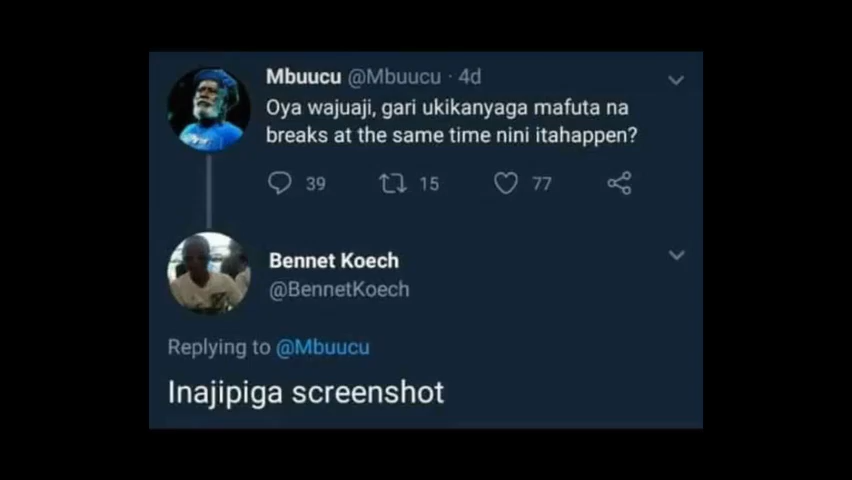 Mbuucu @Mbuucu · 4d
Oya wajuaji, gari ukikanyaga mafuta na
breaks at the same time nini itahappen?
39 15 77
Bennet Koech
@BennetKoech
Replying to @Mbuucu
Inajipiga screenshot